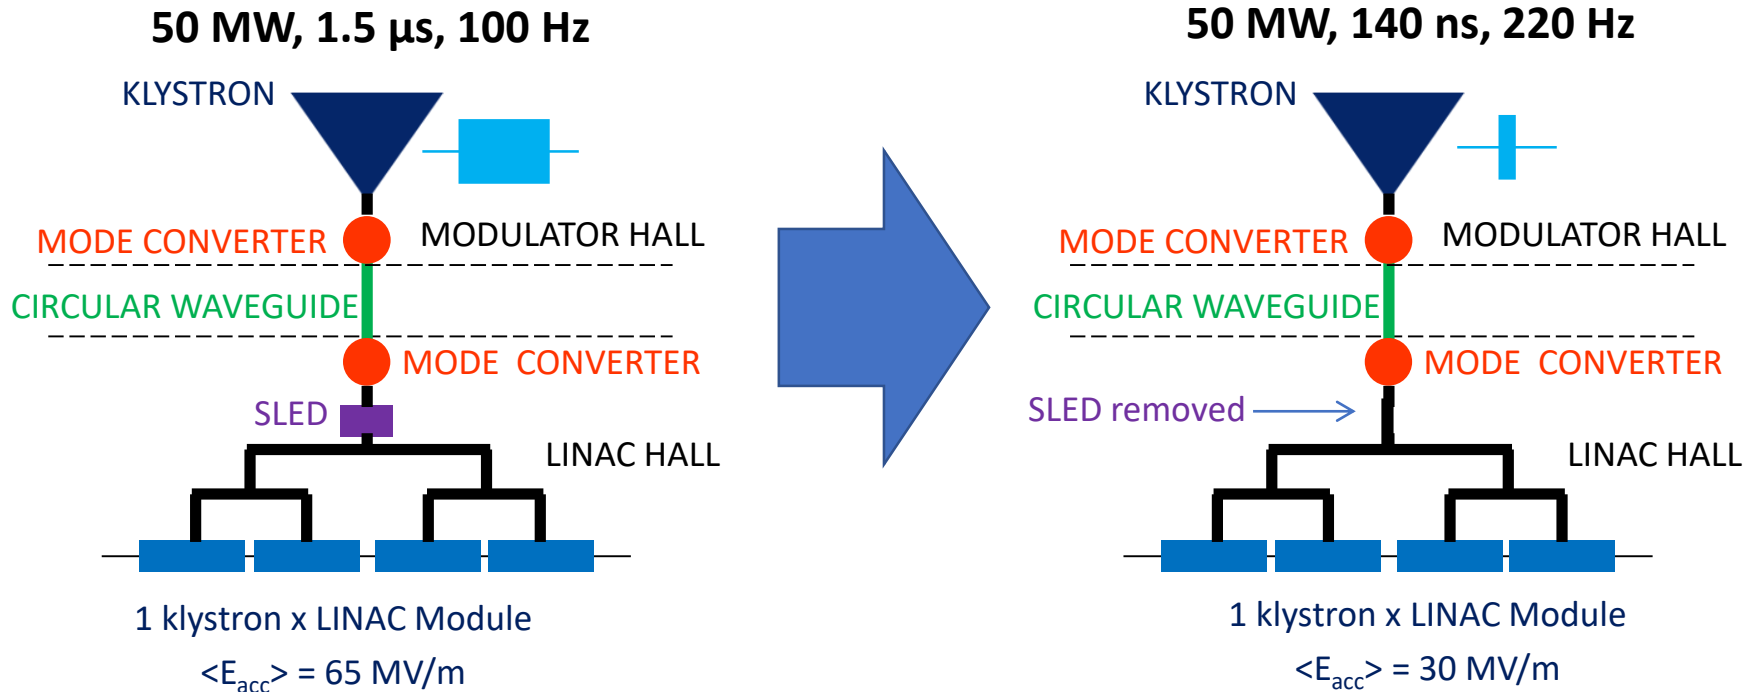 50 MW, 1.5 µs, 100 Hz
KLYSTRON
MODE CONVERTER
MODULATOR HALL
CIRCULAR WAVEGUIDE
MODE CONVERTER
SLED
LINAC HALL
1 klystron x LINAC Module
<E_acc> = 65 MV/m
50 MW, 140 ns, 220 Hz
KLYSTRON
MODE CONVERTER
MODULATOR HALL
CIRCULAR WAVEGUIDE
MODE CONVERTER
SLED removed
LINAC HALL
1 klystron x LINAC Module
<E_acc> = 30 MV/m